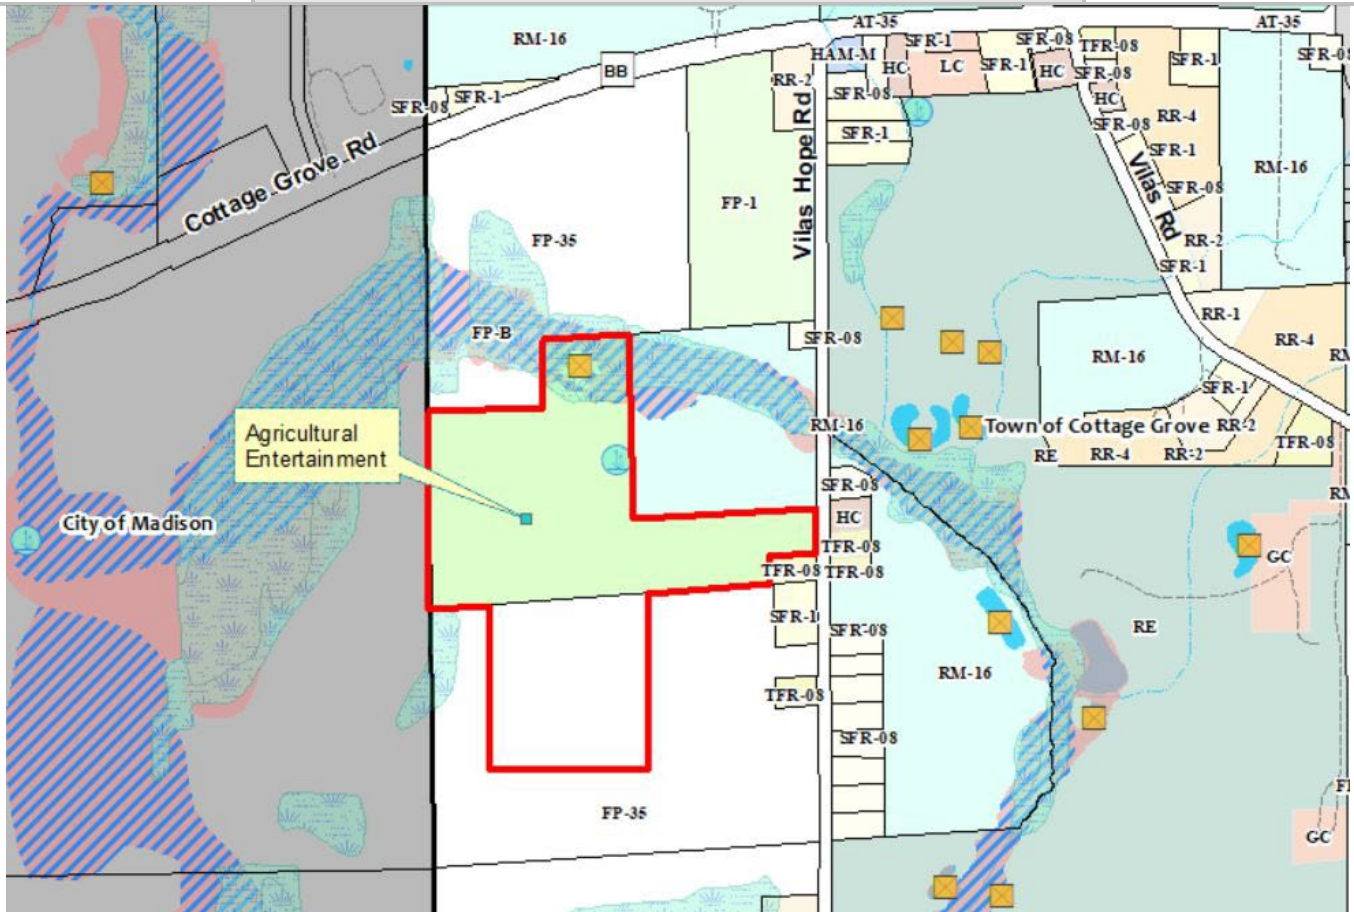 AT-35
AT-35
RM-16
HAM-M
SFR-1
SFR-08
TFR-08
SFR-08
BB
RR-2
HC
LC
SFR-1
HC
SFR-08
SFR-1
SFR-08
SFR-1
SFR-08
HC
RR-4
SFR-1
SFR-08
SFR-1
RM-16
Cottage Grove Rd
Vilas Hope Rd
Vilas Rd
SFR-08
FP-1
RR-2
FP-35
SFR-1
RR-1
FP-B
SFR-08
RM-16
RR-4
SFR-1
Agricultural
Entertainment
RM-16
Town of Cottage Grove
RR-2
TFR-08
RE
RR-4
RR-2
SFR-08
City of Madison
HC
TFR-08
GC
TFR-08
TFR-08
SFR-1
SFR-08
RE
RM-16
TFR-08
SFR-08
FP-35
GC